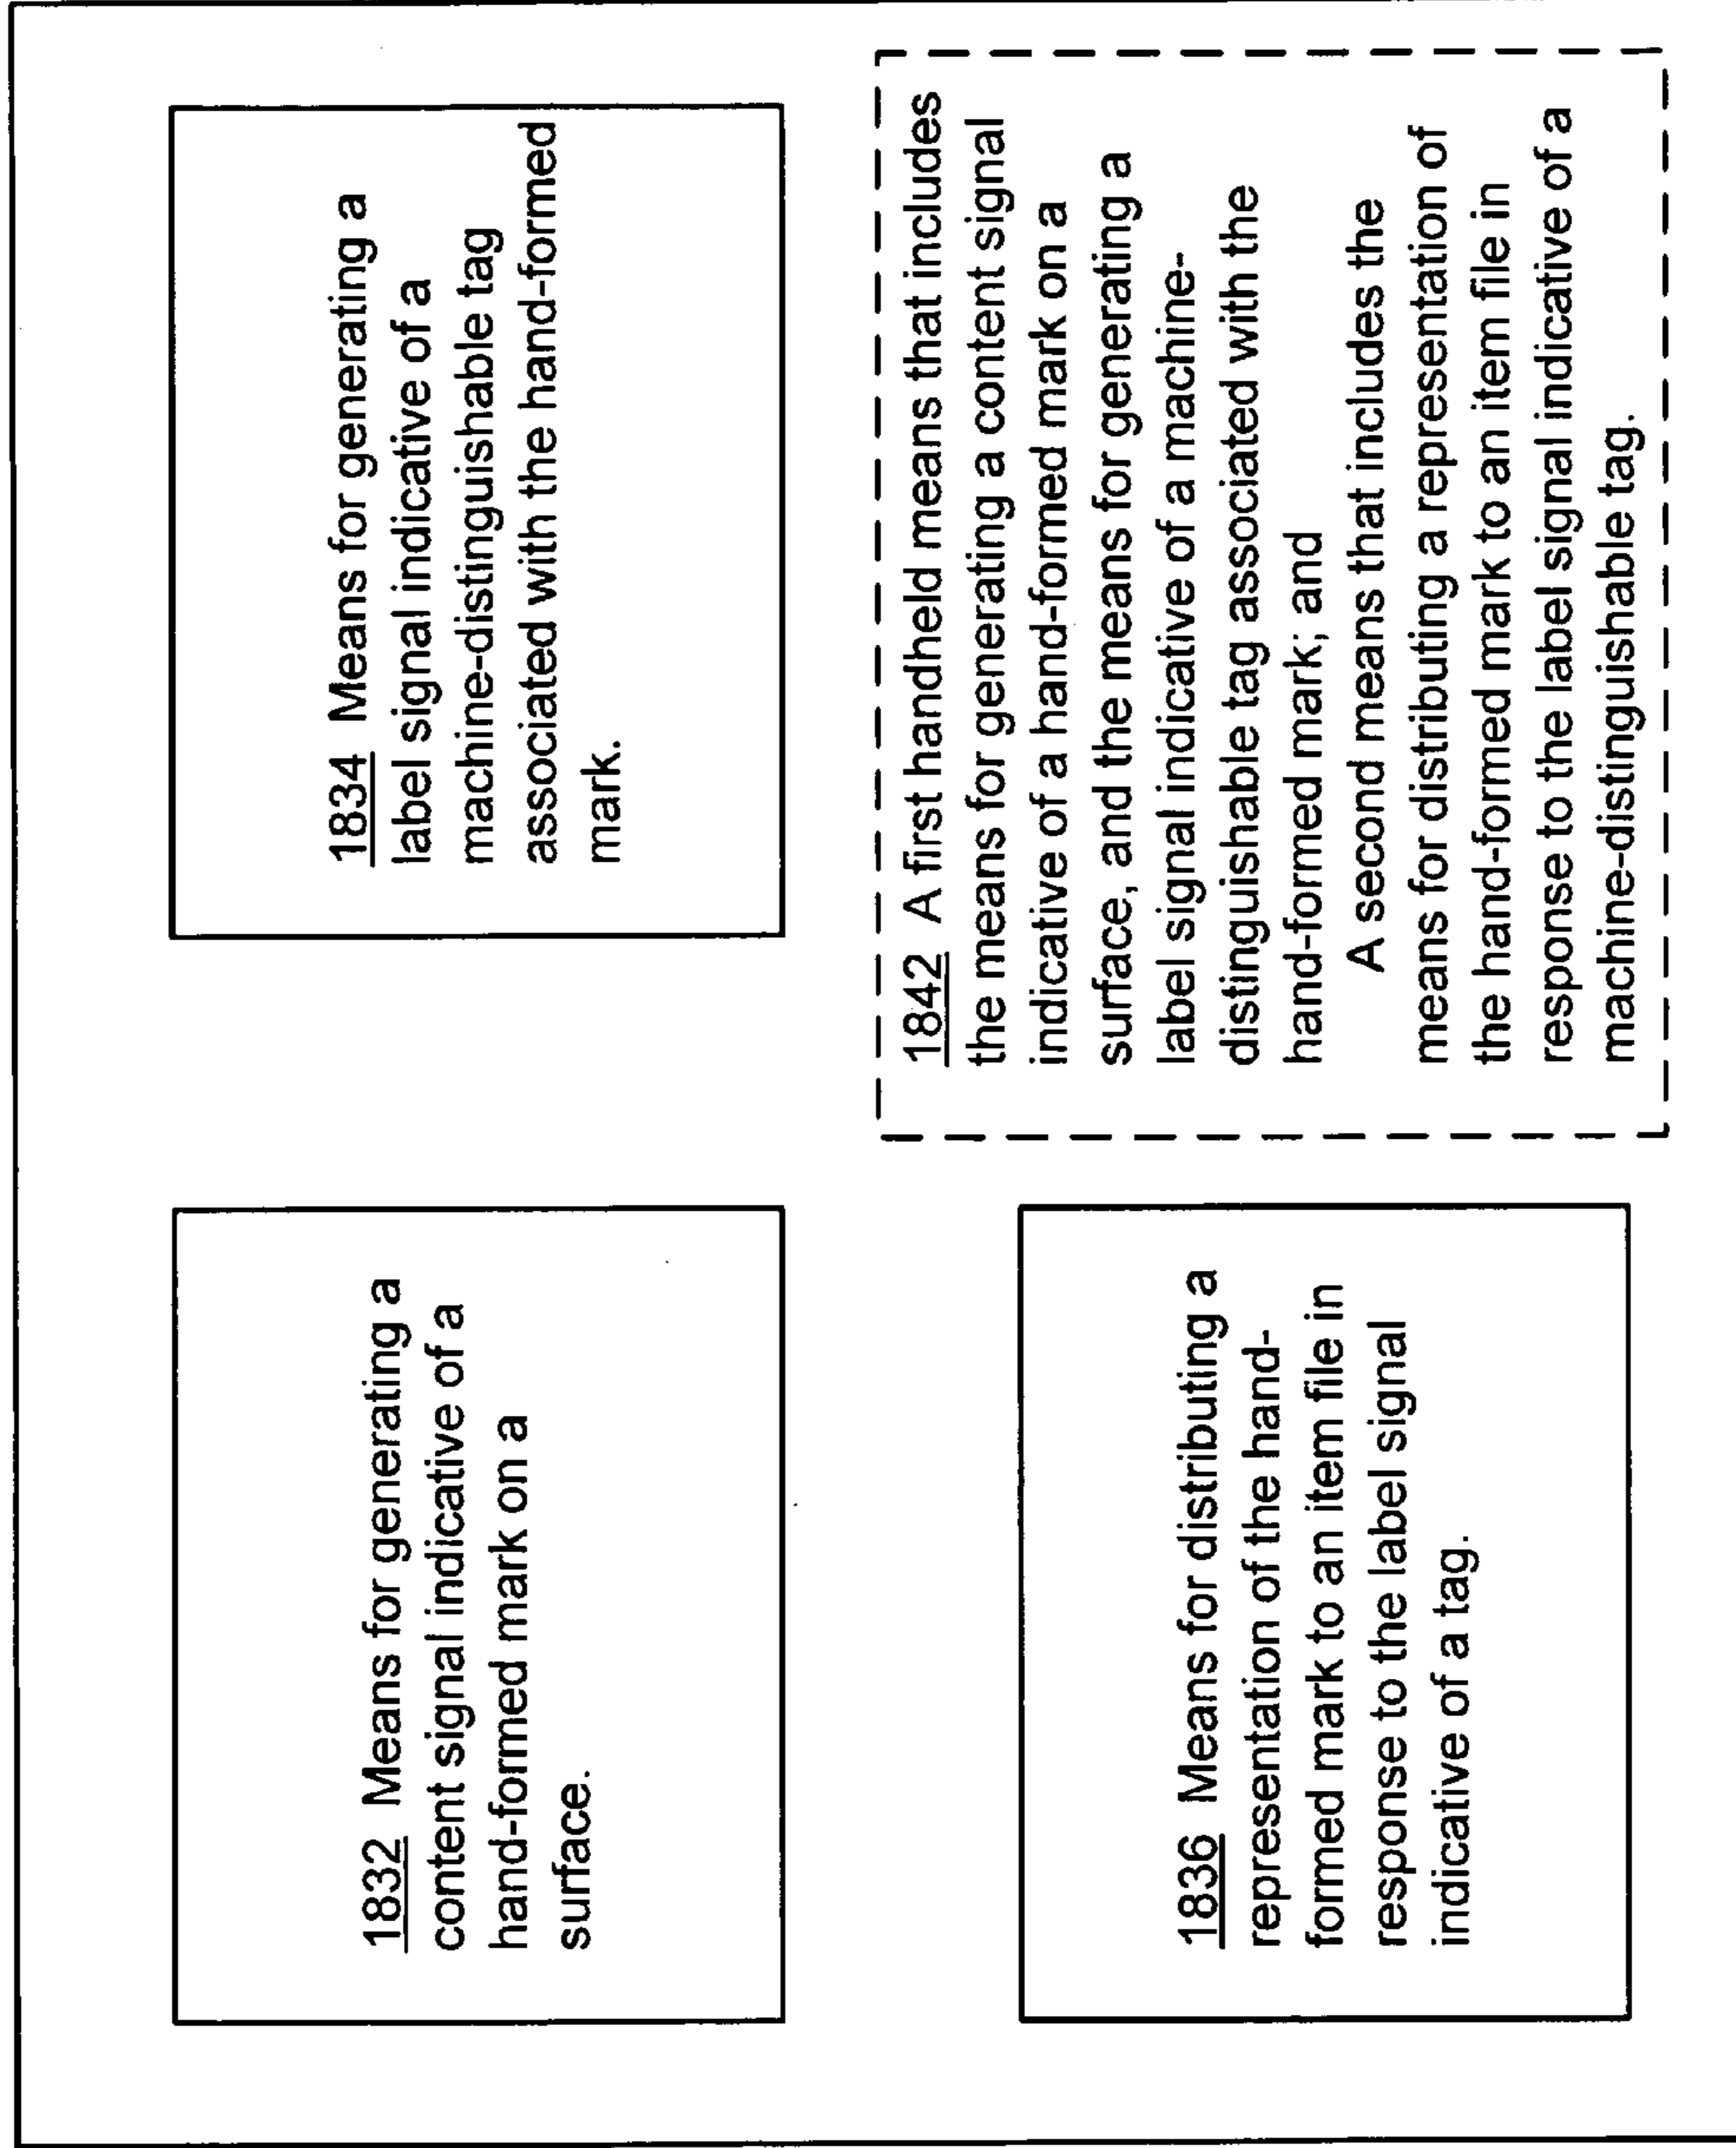 1832 Means for generating a
content signal indicative of a
hand-formed mark on a
surface.
1834 Means for generating a
label signal indicative of a
machine-distinguishable tag
associated with the hand-formed
mark.
1836 Means for distributing a
representation of the hand-
formed mark to an item file in
response to the label signal
indicative of a tag.
1842 A first handheld means that includes
the means for generating a content signal
indicative of a hand-formed mark on a
surface, and the means for generating a
label signal indicative of a machine-
distinguishable tag associated with the
hand-formed mark; and
A second means that includes the
means for distributing a representation of
the hand-formed mark to an item file in
response to the label signal indicative of a
machine-distinguishable tag.